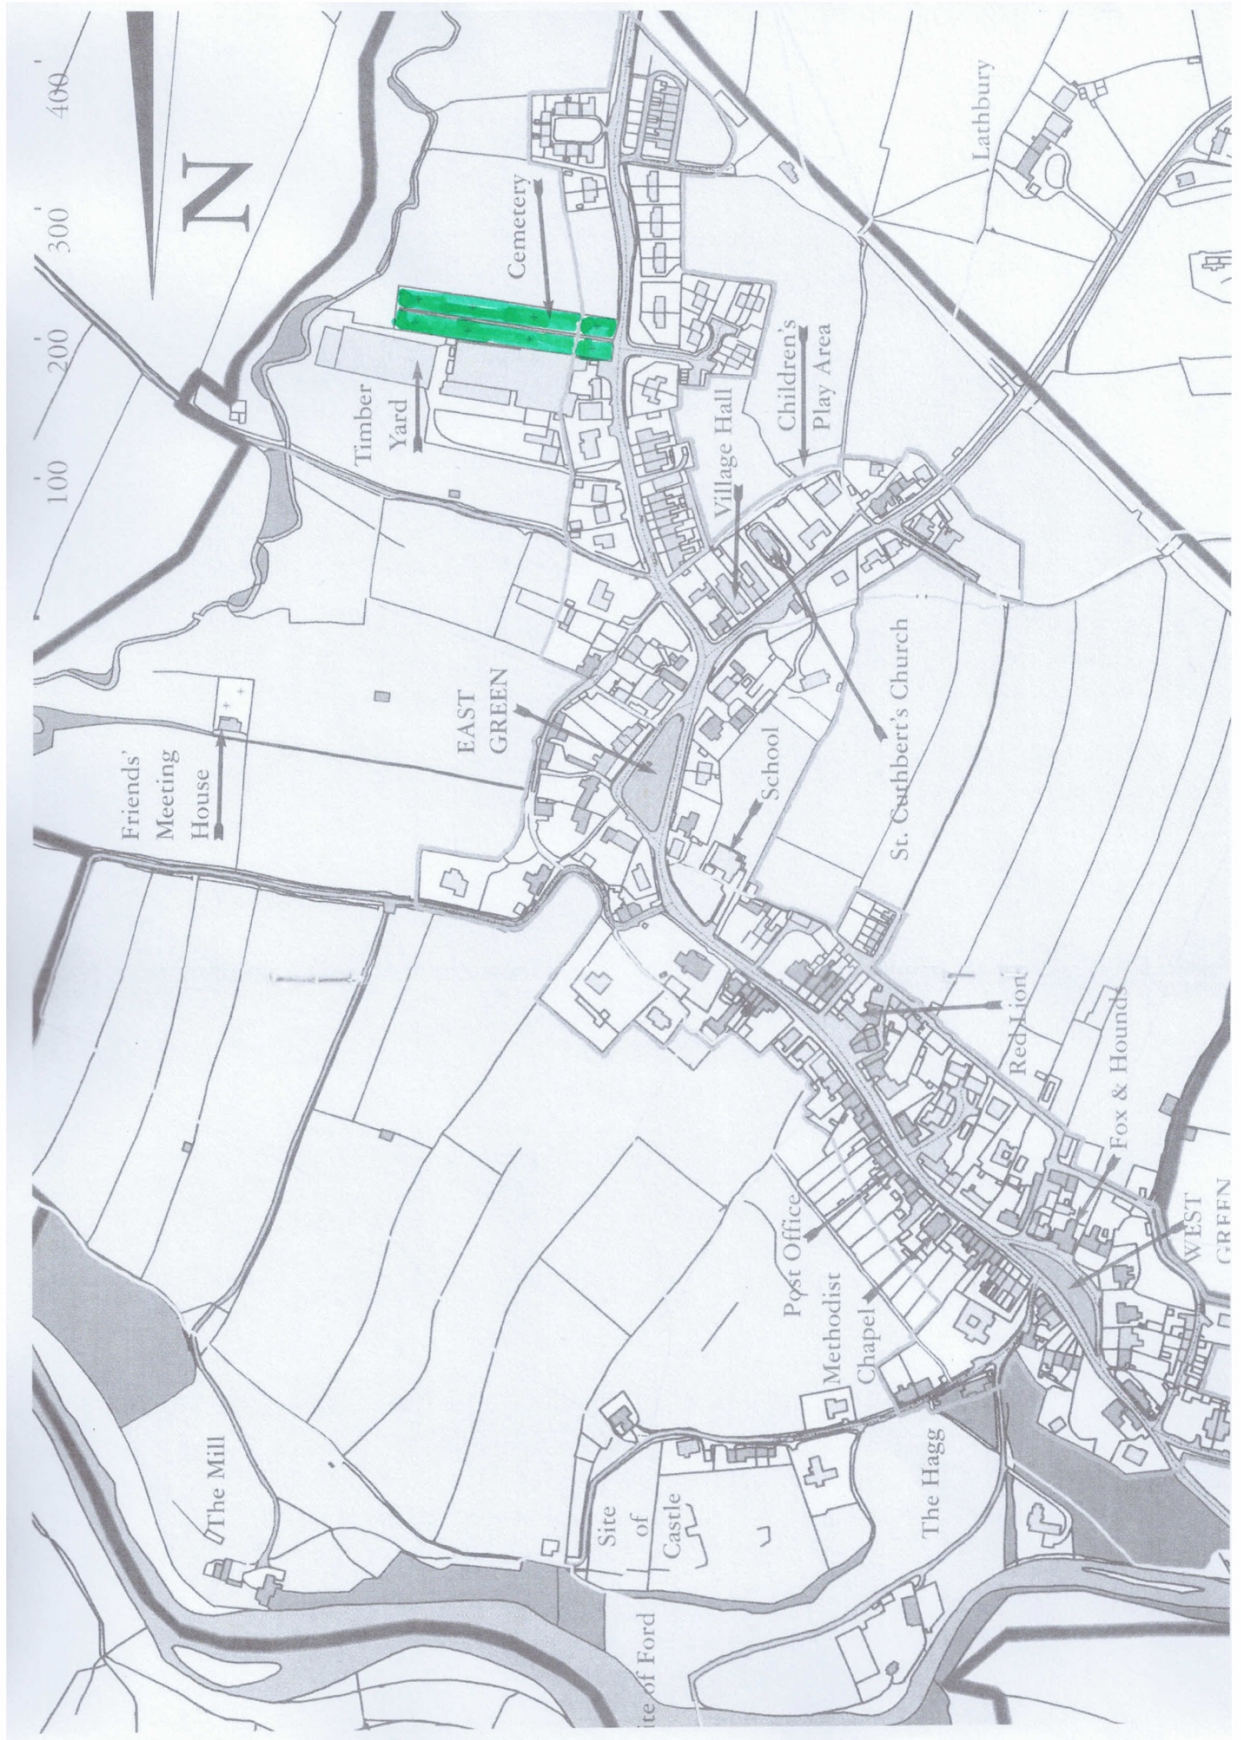 100 200 300 400
N
Friends'
Meeting
House
The Mill
Timber
Yard
EAST
GREEN
Cemetery
Site
of
Castle
ite of Ford
Village Hall
School
Children's
Play Area
Post Office
Methodist
Chapel
St. Cuthbert's Church
The Hagg
Lathbury
Red Lion
Fox & Hounds
WEST
GREEN